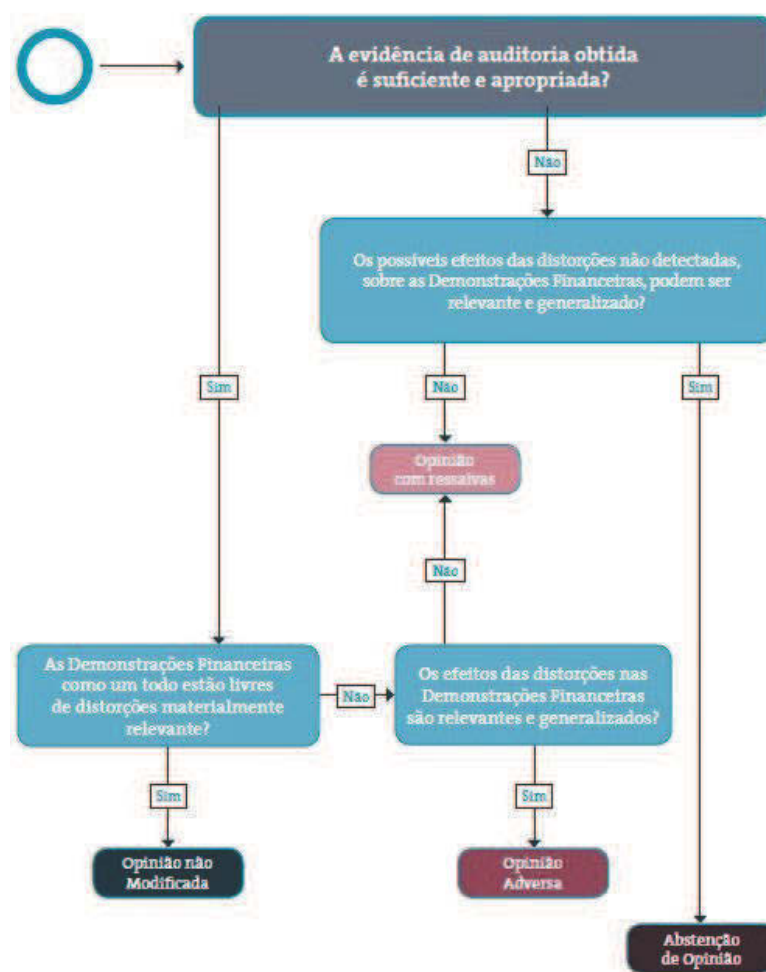 A evidência de auditoria obtida
é suficiente e apropriada?
Não
Os possíveis efeitos das distorções não detectadas,
sobre as Demonstrações Financeiras, podem ser
relevante e generalizado?
Sim
Não
Sim
Opinião
com ressalvas
Não
As Demonstrações Financeiras
como um todo estão livres
de distorções materialmente
relevante?
Não
Os efeitos das distorções nas
Demonstrações Financeiras
são relevantes e generalizados?
Sim
Sim
Opinião não
Modificada
Opinião
Adversa
Abstenção
de Opinião